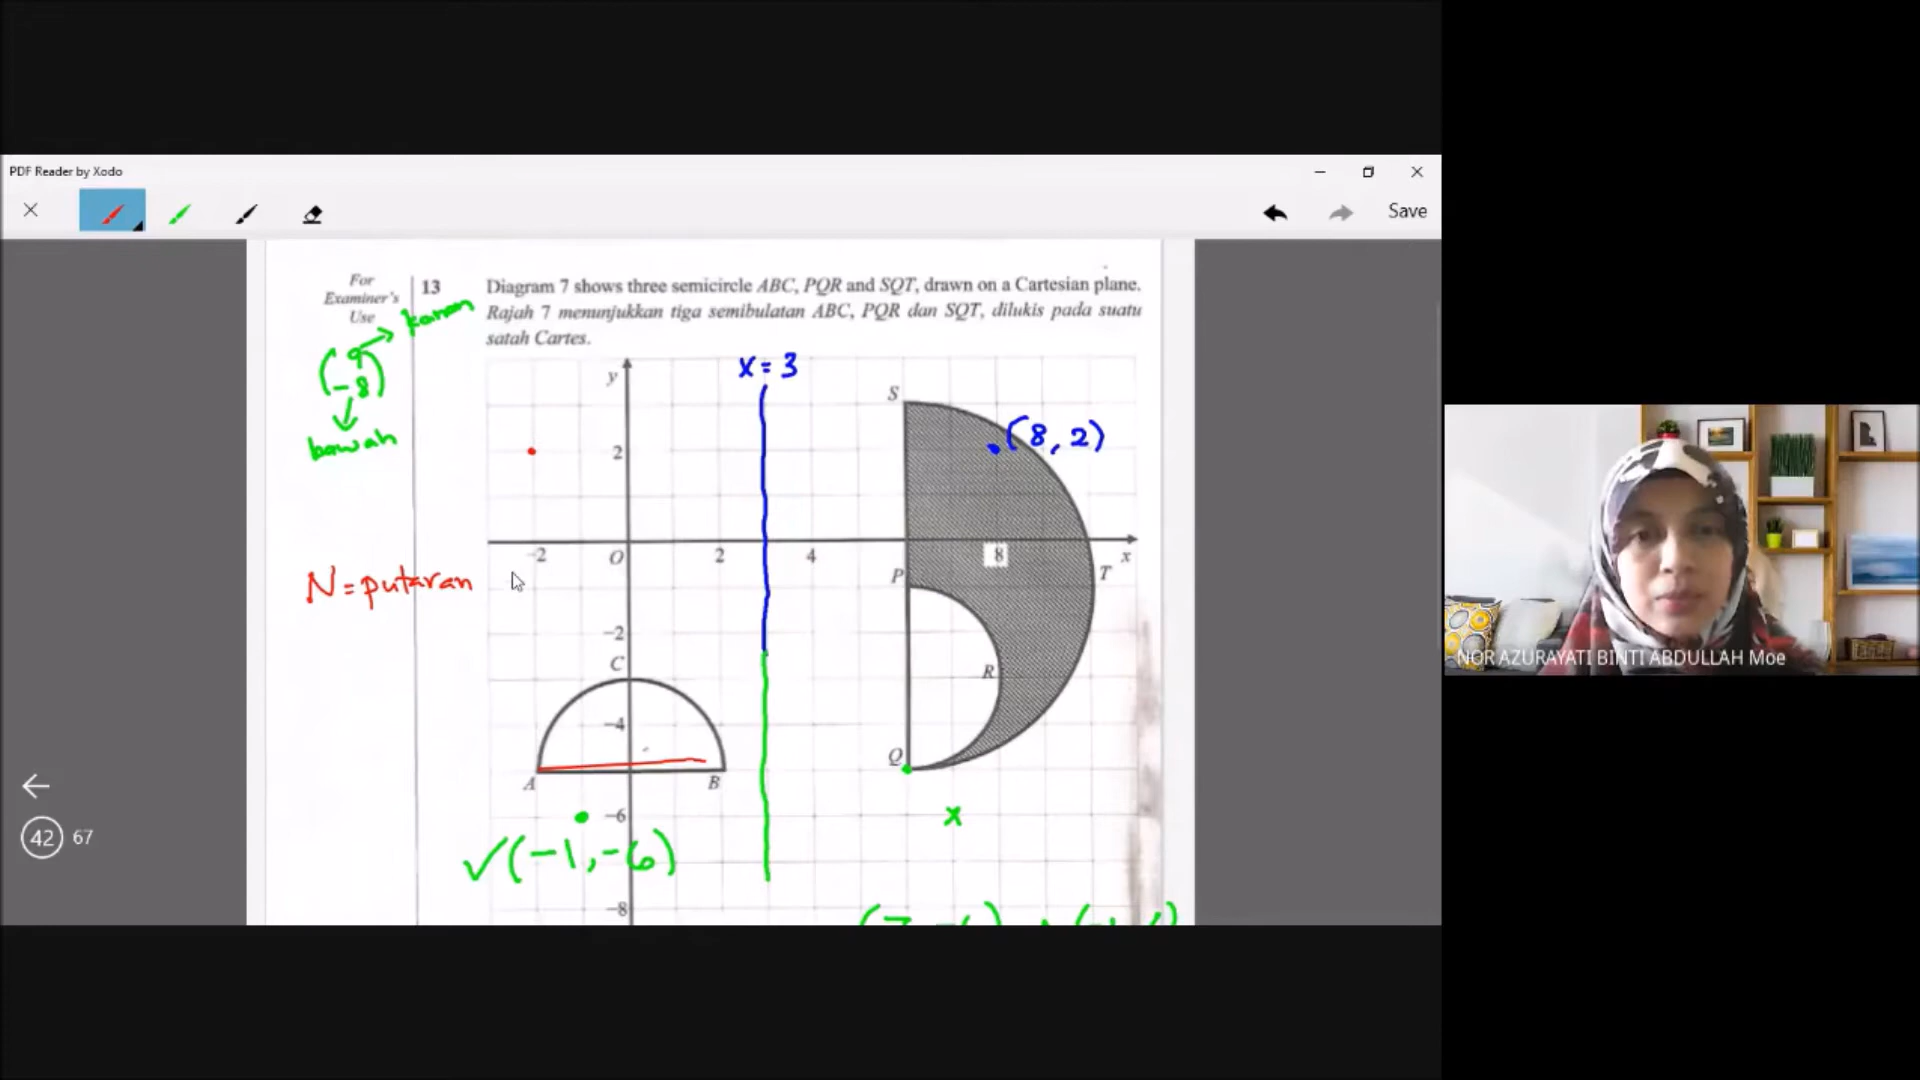 PDF Reader by Xodo
Save
For
Examiner's
Use
13
Diagram 7 shows three semicircle ABC, PQR and SQT, drawn on a Cartesian plane.
Rajah 7 menunjukkan tiga semibulatan ABC, PQR dan SQT, dilukis pada suatu
satah Cartes.
kanan
(9
-8)
bawah
x = 3
y
S
(8, 2)
2
-2
O
2
4
8
x
P
T
N = putaran
-2
C
R
-4
Q
A
B
-6
x
✓(-1, -6)
-8
42
67
NOR AZURAYATI BINTI ABDULLAH Moe